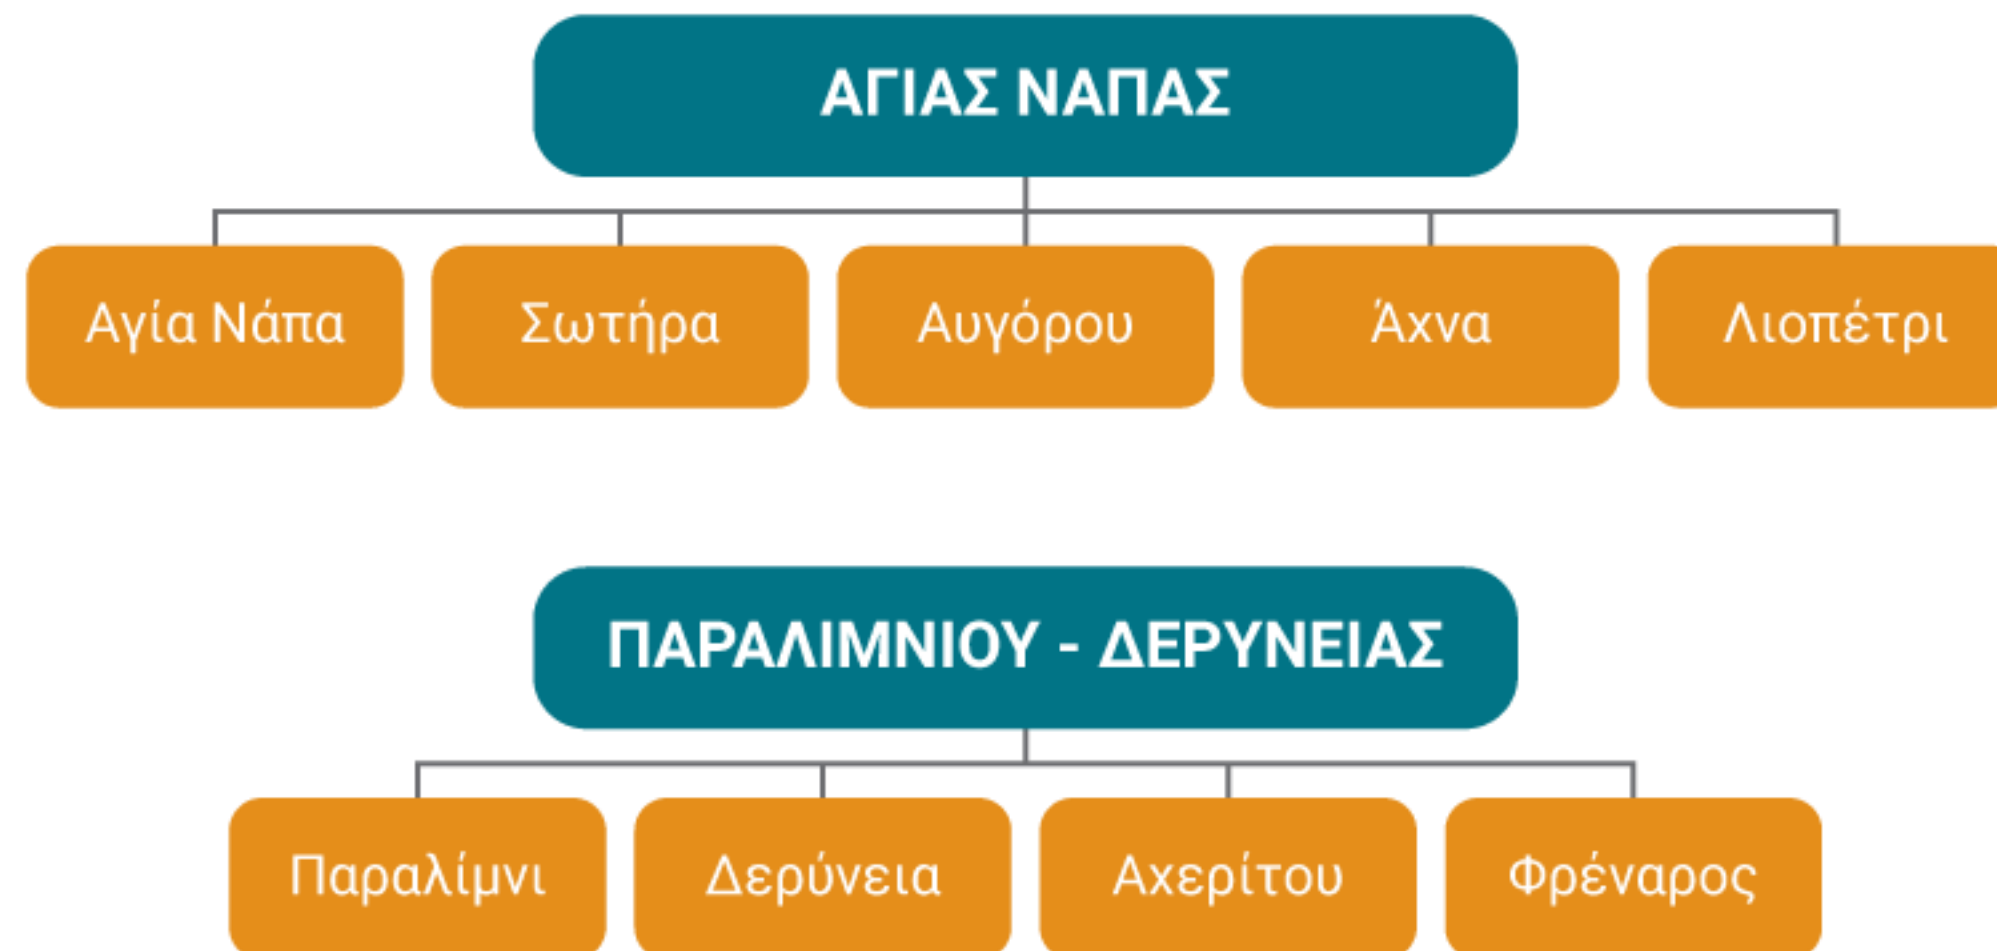 ΑΓΙΑΣ ΝΑΠΑΣ
Αγία Νάπα
Σωτήρα
Αυγόρου
Άχνα
Λιοπέτρι
ΠΑΡΑΛΙΜΝΙΟΥ - ΔΕΡΥΝΕΙΑΣ
Παραλίμνι
Δερύνεια
Αχερίτου
Φρέναρος